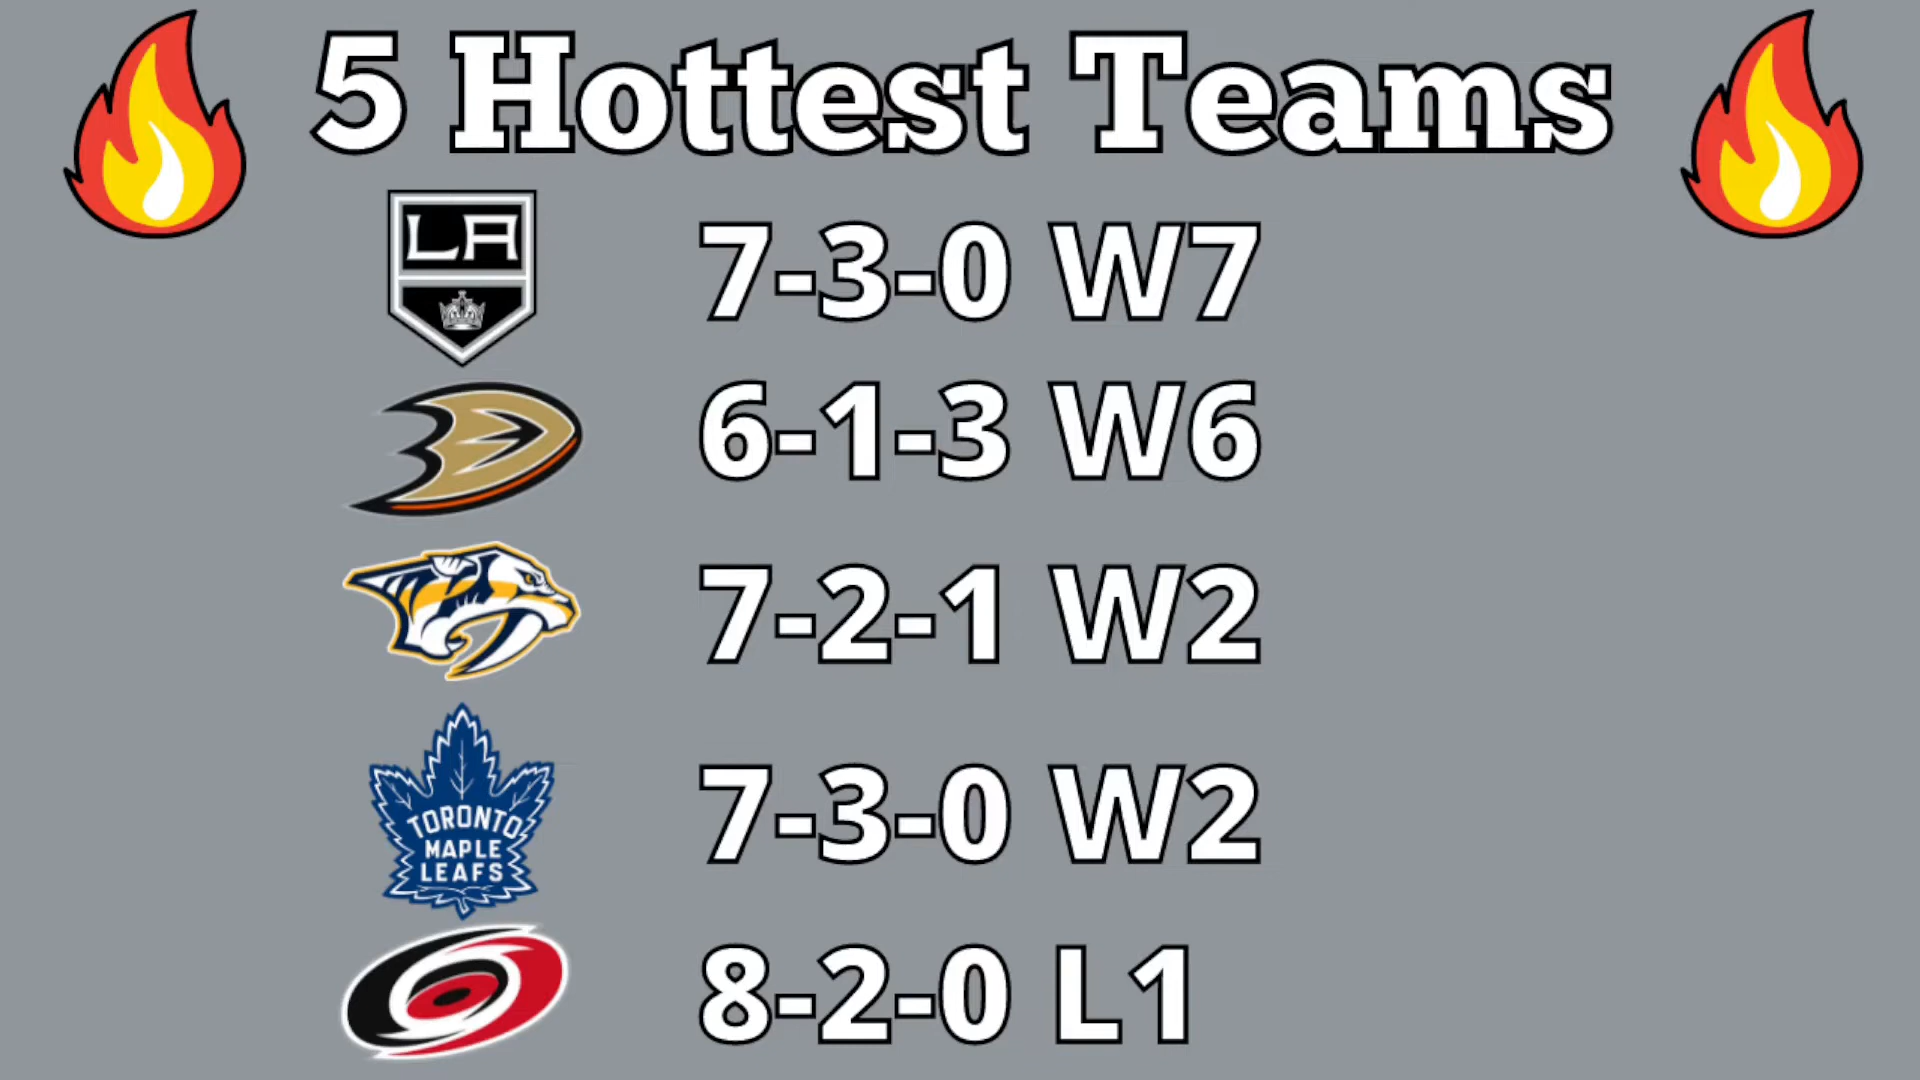 5 Hottest Teams
LA
7-3-0 W7
6-1-3 W6
7-2-1 W2
TORONTO
MAPLE
LEAFS
7-3-0 W2
8-2-0 L1